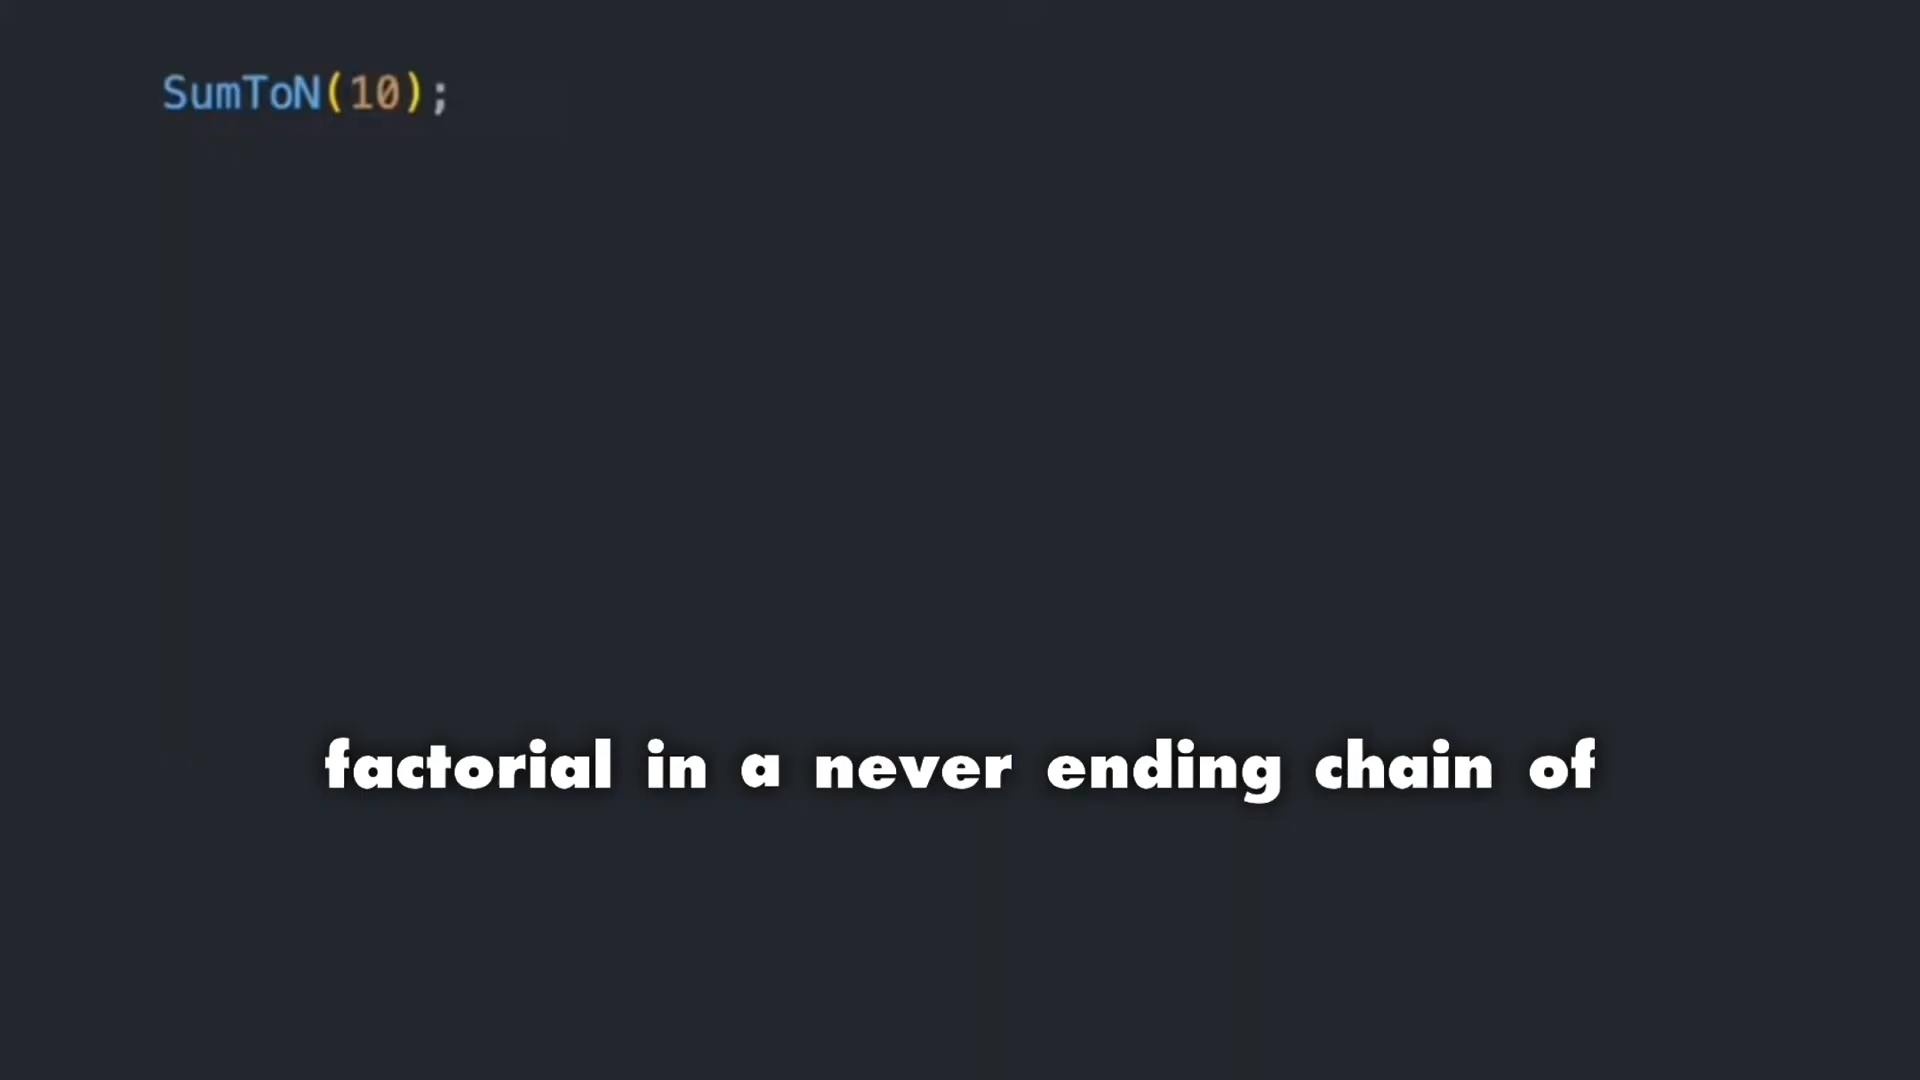 SumToN(10);
factorial in a never ending chain of